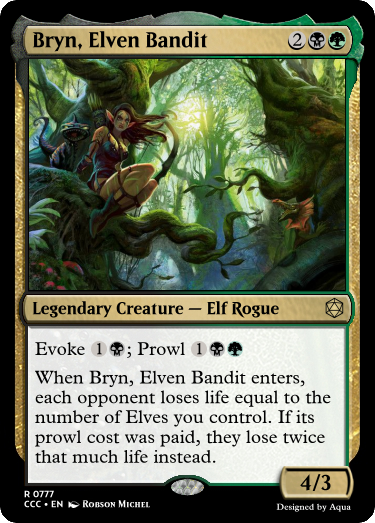 Bryn, Elven Bandit 2
Legendary Creature — Elf Rogue
Evoke 1; Prowl 1
When Bryn, Elven Bandit enters,
each opponent loses life equal to the
number of Elves you control. If its
prowl cost was paid, they lose twice
that much life instead.
4/3
R 0777
CCC • EN Robson Michel
Designed by Aqua